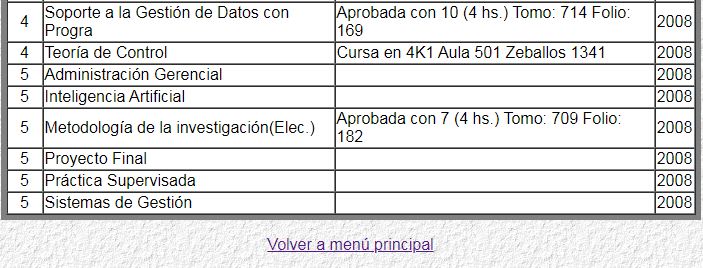 4 Soporte a la Gestión de Datos con Progra Aprobada con 10 (4 hs.) Tomo: 714 Folio: 169 2008
4 Teoría de Control Cursa en 4K1 Aula 501 Zeballos 1341 2008
5 Administración Gerencial 2008
5 Inteligencia Artificial 2008
5 Metodología de la investigación(Elec.) Aprobada con 7 (4 hs.) Tomo: 709 Folio: 182 2008
5 Proyecto Final 2008
5 Práctica Supervisada 2008
5 Sistemas de Gestión 2008
Volver a menú principal